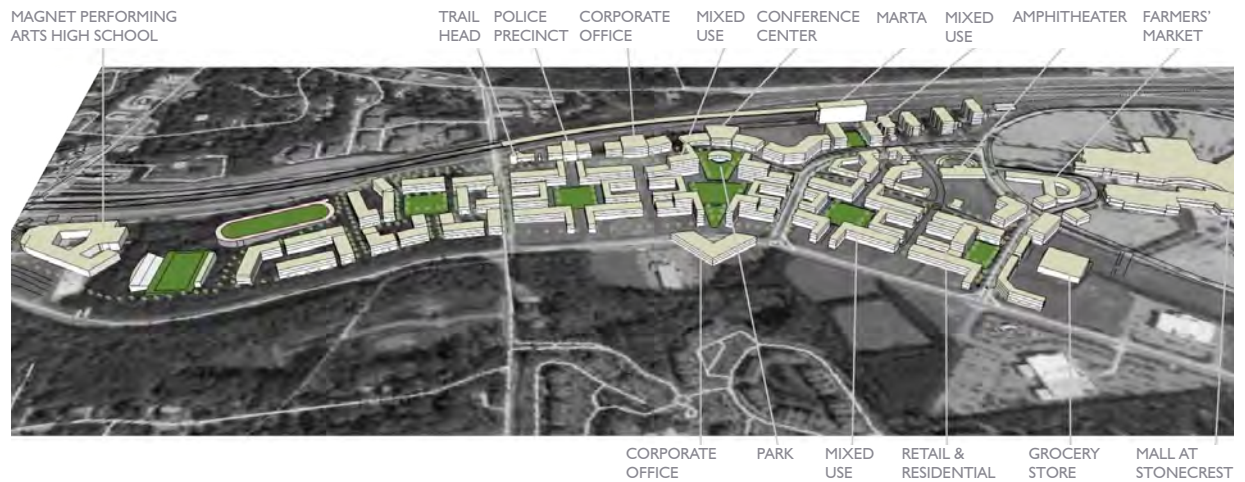 MAGNET PERFORMING
ARTS HIGH SCHOOL
TRAIL
HEAD
POLICE
PRECINCT
CORPORATE
OFFICE
MIXED
USE
CONFERENCE
CENTER
MARTA
MIXED
USE
AMPHITHEATER
FARMERS'
MARKET
CORPORATE
OFFICE
PARK
MIXED
USE
RETAIL &
RESIDENTIAL
GROCERY
STORE
MALL AT
STONECREST